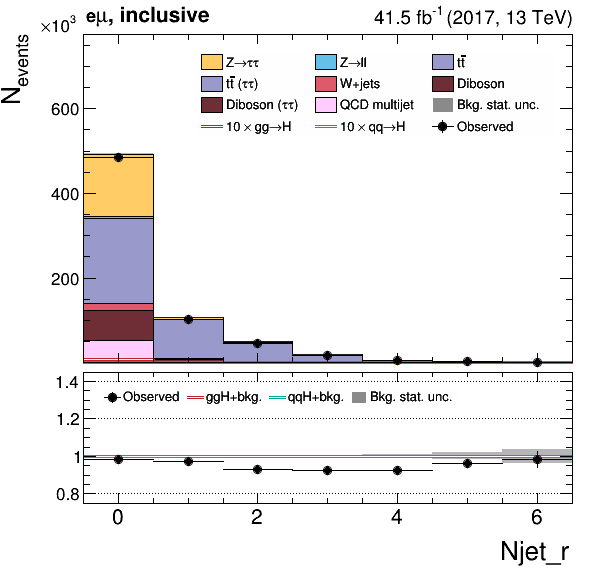 ×10³ eμ, inclusive 41.5 fb⁻¹ (2017, 13 TeV)
N_events
Z→ττ Z→ll tt̄
tt̄ (ττ) W+jets Diboson
Diboson (ττ) QCD multijet Bkg. stat. unc.
10 × gg→H 10 × qq→H Observed
600
400
200
Observed ggH+bkg. qqH+bkg. Bkg. stat. unc.
1.4
1.2
1
0.8
0 2 4 6
Njet_r